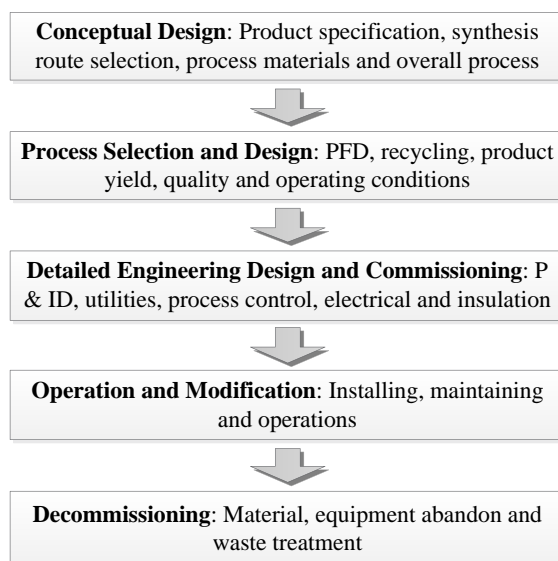 Conceptual Design: Product specification, synthesis
route selection, process materials and overall process
Process Selection and Design: PFD, recycling, product
yield, quality and operating conditions
Detailed Engineering Design and Commissioning: P
& ID, utilities, process control, electrical and insulation
Operation and Modification: Installing, maintaining
and operations
Decommissioning: Material, equipment abandon and
waste treatment